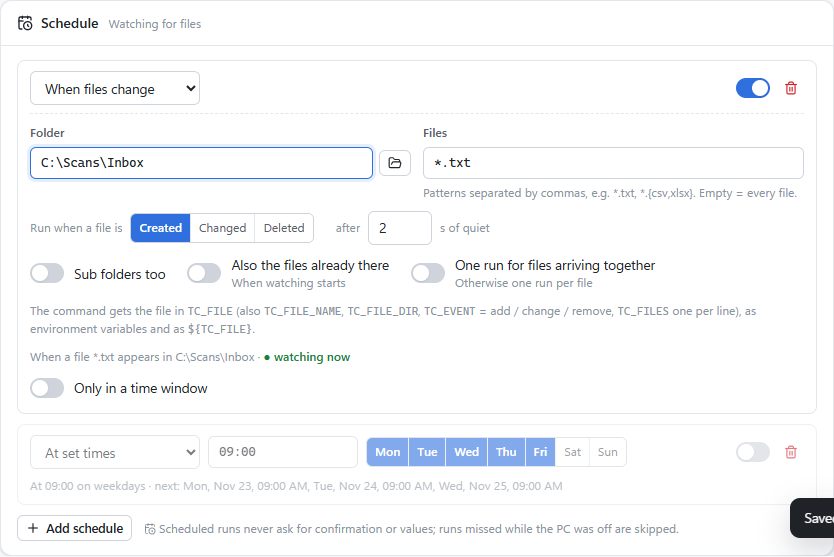 Schedule Watching for files
When files change
Folder Files
C:\Scans\Inbox *.txt
Patterns separated by commas, e.g. *.txt, *.{csv,xlsx}. Empty = every file.
Run when a file is Created Changed Deleted after 2 s of quiet
Sub folders too Also the files already there One run for files arriving together
When watching starts Otherwise one run per file
The command gets the file in TC_FILE (also TC_FILE_NAME, TC_FILE_DIR, TC_EVENT = add / change / remove, TC_FILES one per line), as
environment variables and as ${TC_FILE}.
When a file *.txt appears in C:\Scans\Inbox · ● watching now
Only in a time window
At set times 09:00 Mon Tue Wed Thu Fri Sat Sun
At 09:00 on weekdays · next: Mon, Nov 23, 09:00 AM, Tue, Nov 24, 09:00 AM, Wed, Nov 25, 09:00 AM
+ Add schedule Scheduled runs never ask for confirmation or values; runs missed while the PC was off are skipped.
Saved